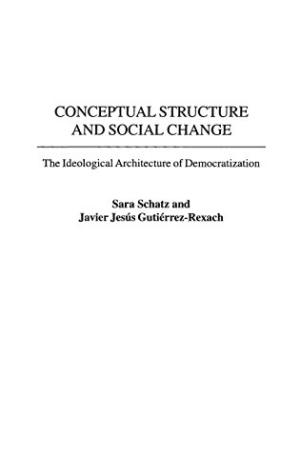 CONCEPTUAL STRUCTURE
AND SOCIAL CHANGE
The Ideological Architecture of Democratization
Sara Schatz and
Javier Jesús Gutiérrez-Rexach